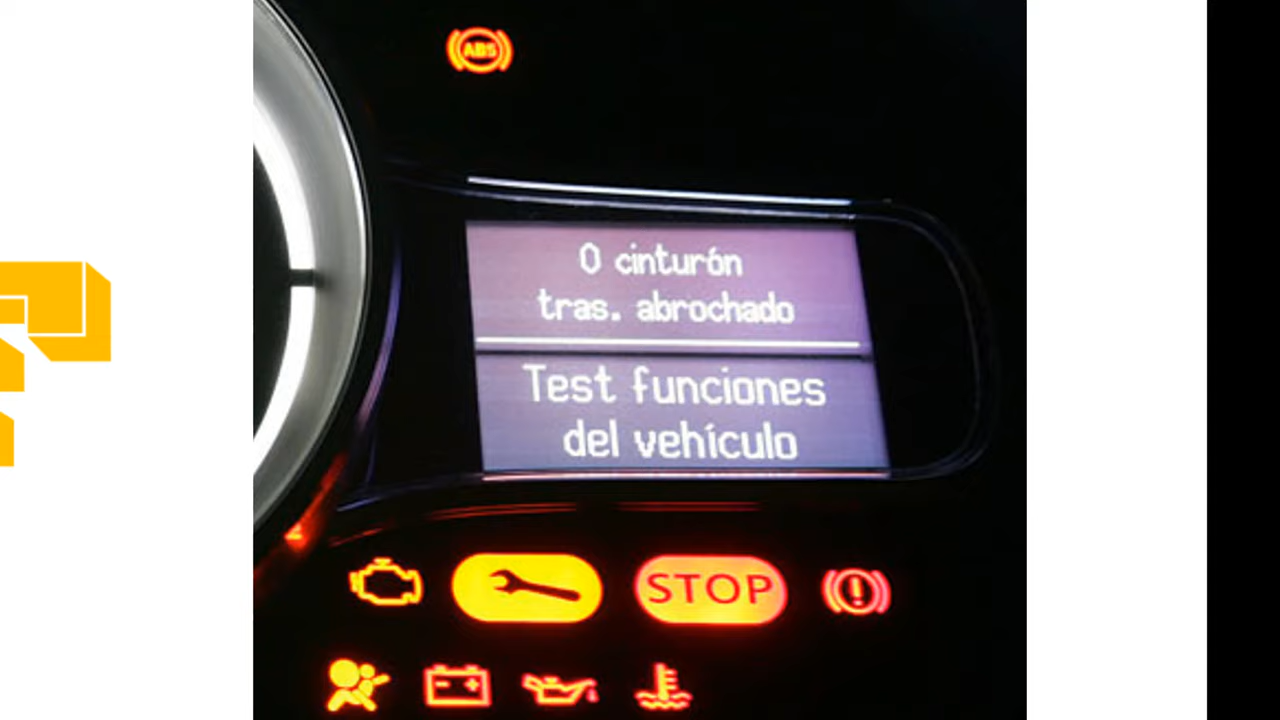 ABS
0 cinturón
tras. abrochado
Test funciones
del vehículo
STOP